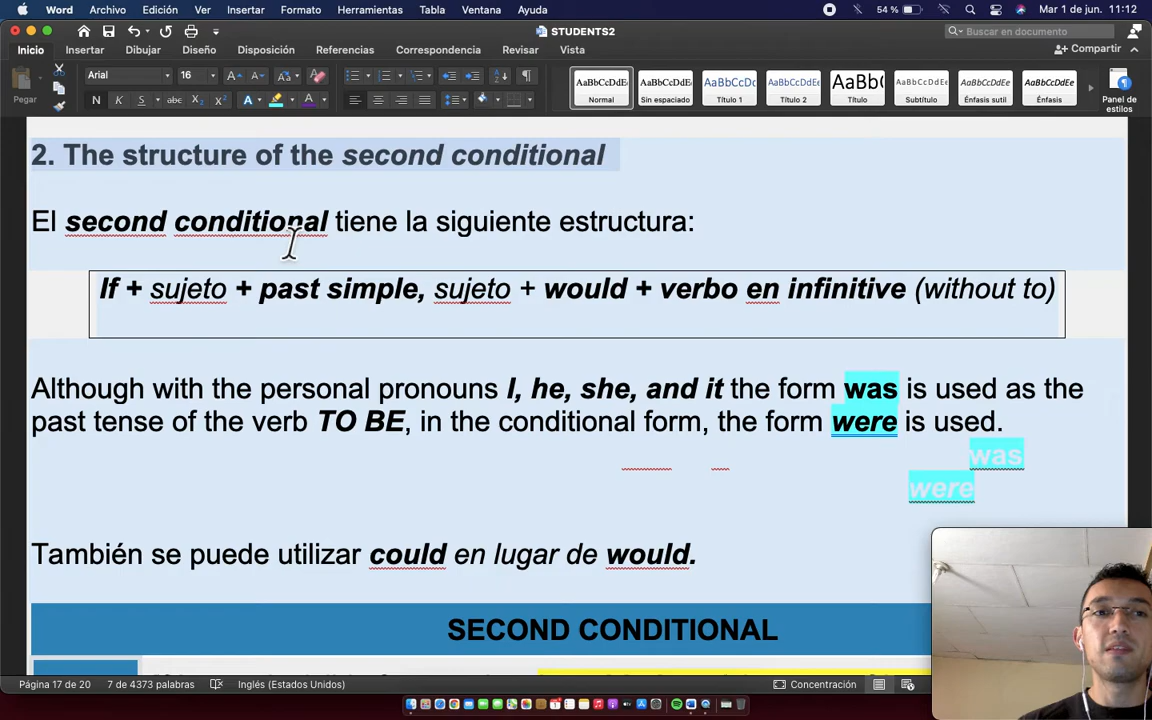 Word Archivo Edición Ver Insertar Formato Herramientas Tabla Ventana Ayuda 54 % Mar 1 de jun. 11:12
STUDENTS2 Buscar en documento
Inicio Insertar Dibujar Diseño Disposición Referencias Correspondencia Revisar Vista Compartir
Pegar Arial 16 AaBbCcDdEe AaBbCcDdEe AaBbCcDc AaBbCcDdE AaBb( AaBbCcDdEe AaBbCcDdEe AaBbCcDdEe
N K S abc X₂ X² A A Normal Sin espaciado Título 1 Título 2 Título Subtítulo Énfasis sutil Énfasis Panel de estilos
2. The structure of the second conditional
El second conditional tiene la siguiente estructura:
If + sujeto + past simple, sujeto + would + verbo en infinitive (without to)
Although with the personal pronouns I, he, she, and it the form was is used as the
past tense of the verb TO BE, in the conditional form, the form were is used.
was
were
También se puede utilizar could en lugar de would.
SECOND CONDITIONAL
Página 17 de 20 7 de 4373 palabras Inglés (Estados Unidos) Concentración